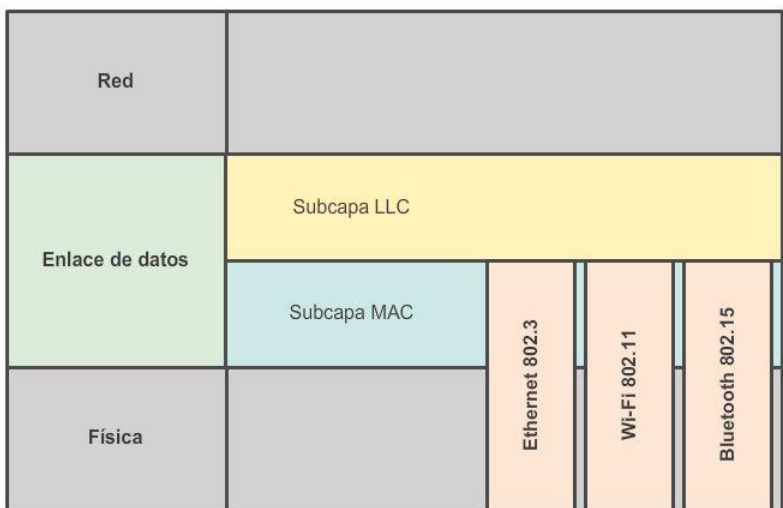 Red
Subcapa LLC
Enlace de datos
Subcapa MAC
Ethernet 802.3
Wi-Fi 802.11
Bluetooth 802.15
Física